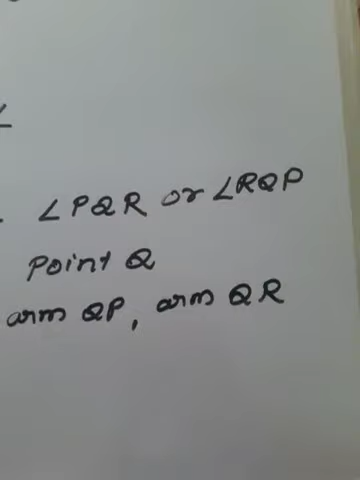 ∠
. ∠PQR or ∠RQP
Point Q
arm QP, arm QR